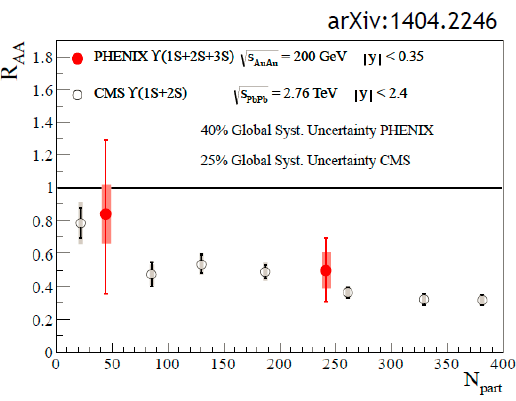 arXiv:1404.2246
R_AA
PHENIX ϒ(1S+2S+3S) √s_AuAu = 200 GeV |y| < 0.35
CMS ϒ(1S+2S) √s_PbPb = 2.76 TeV |y| < 2.4
40% Global Syst. Uncertainty PHENIX
25% Global Syst. Uncertainty CMS
1.8
1.6
1.4
1.2
1
0.8
0.6
0.4
0.2
0
0 50 100 150 200 250 300 350 400
N_part